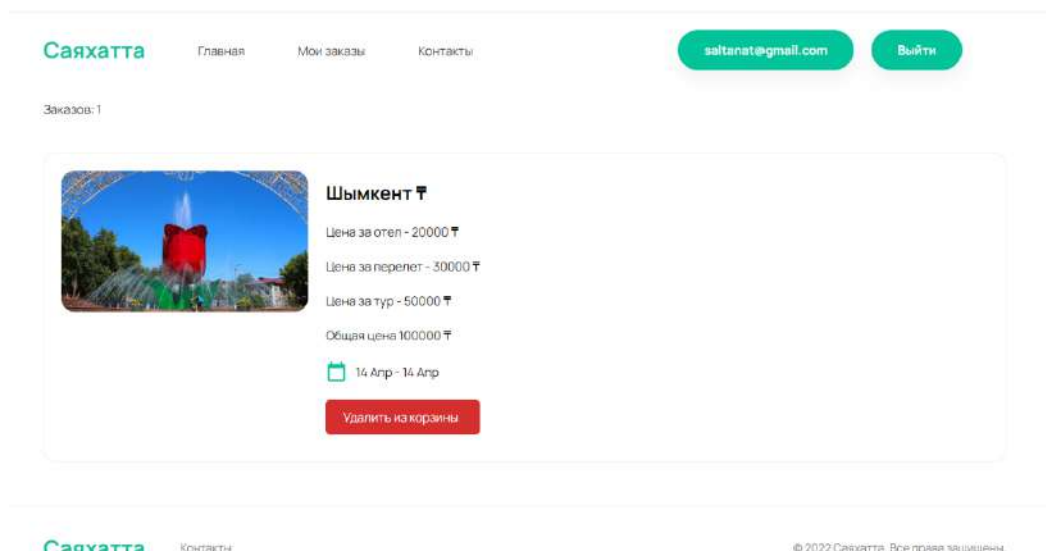 Саяхатта Главная Мои заказы Контакты saltanat@gmail.com Выйти
Заказов: 1
Шымкент ₸
Цена за отел - 20000 ₸
Цена за перелет - 30000 ₸
Цена за тур - 50000 ₸
Общая цена 100000 ₸
14 Апр - 14 Апр
Удалить из корзины
Саяхатта Контакты © 2022 Саяхатта. Все права защищены.